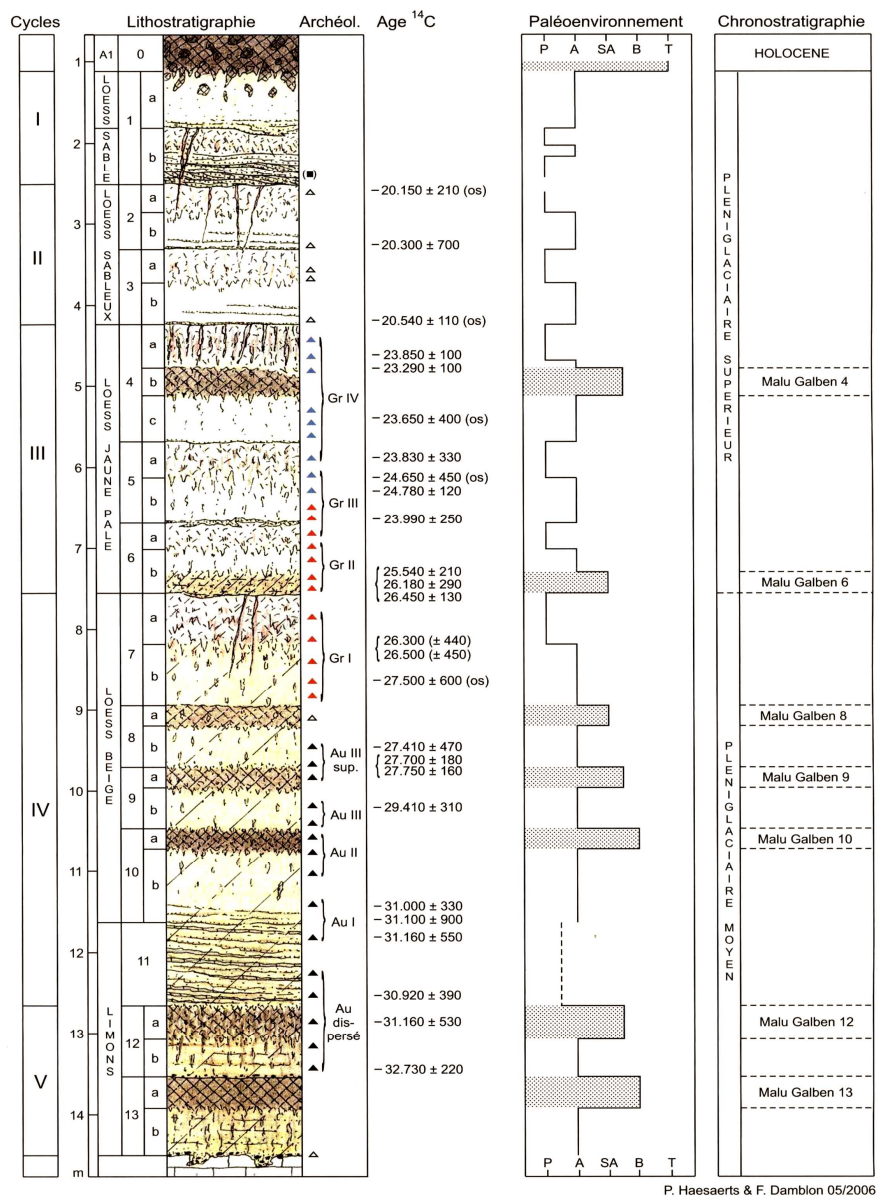 Cycles Lithostratigraphie Archéol. Age 14C Paléoenvironnement Chronostratigraphie
P A SA B T
A1 0
HOLOCENE
1
2
3
4
5
6
7
8
9
10
11
12
13
14
m
I
II
III
IV
V
LOESS
SABLE
LOESS SABLEUX
LOESS JAUNE PALE
LOESS BEIGE
LIMONS
1 a
b
2 a
b
3 a
b
4 a
b
c
5 a
b
6 a
b
7 a
b
8 a
b
9 a
b
10 a
b
11
12 a
b
13 a
b
Gr IV
Gr III
Gr II
Gr I
Au III
sup.
Au III
Au II
Au I
Au
dis-
persé
20.150 ± 210 (os)
20.300 ± 700
20.540 ± 110 (os)
23.850 ± 100
23.290 ± 100
23.650 ± 400 (os)
23.830 ± 330
24.650 ± 450 (os)
24.780 ± 120
23.990 ± 250
25.540 ± 210
26.180 ± 290
26.450 ± 130
26.300 (± 440)
26.500 (± 450)
27.500 ± 600 (os)
27.410 ± 470
27.700 ± 180
27.750 ± 160
29.410 ± 310
31.000 ± 330
31.100 ± 900
31.160 ± 550
30.920 ± 390
31.160 ± 530
32.730 ± 220
P A SA B T
PLENIGLACIAIRE SUPERIEUR
PLENIGLACIAIRE MOYEN
Malu Galben 4
Malu Galben 6
Malu Galben 8
Malu Galben 9
Malu Galben 10
Malu Galben 12
Malu Galben 13
P. Haesaerts & F. Damblon 05/2006